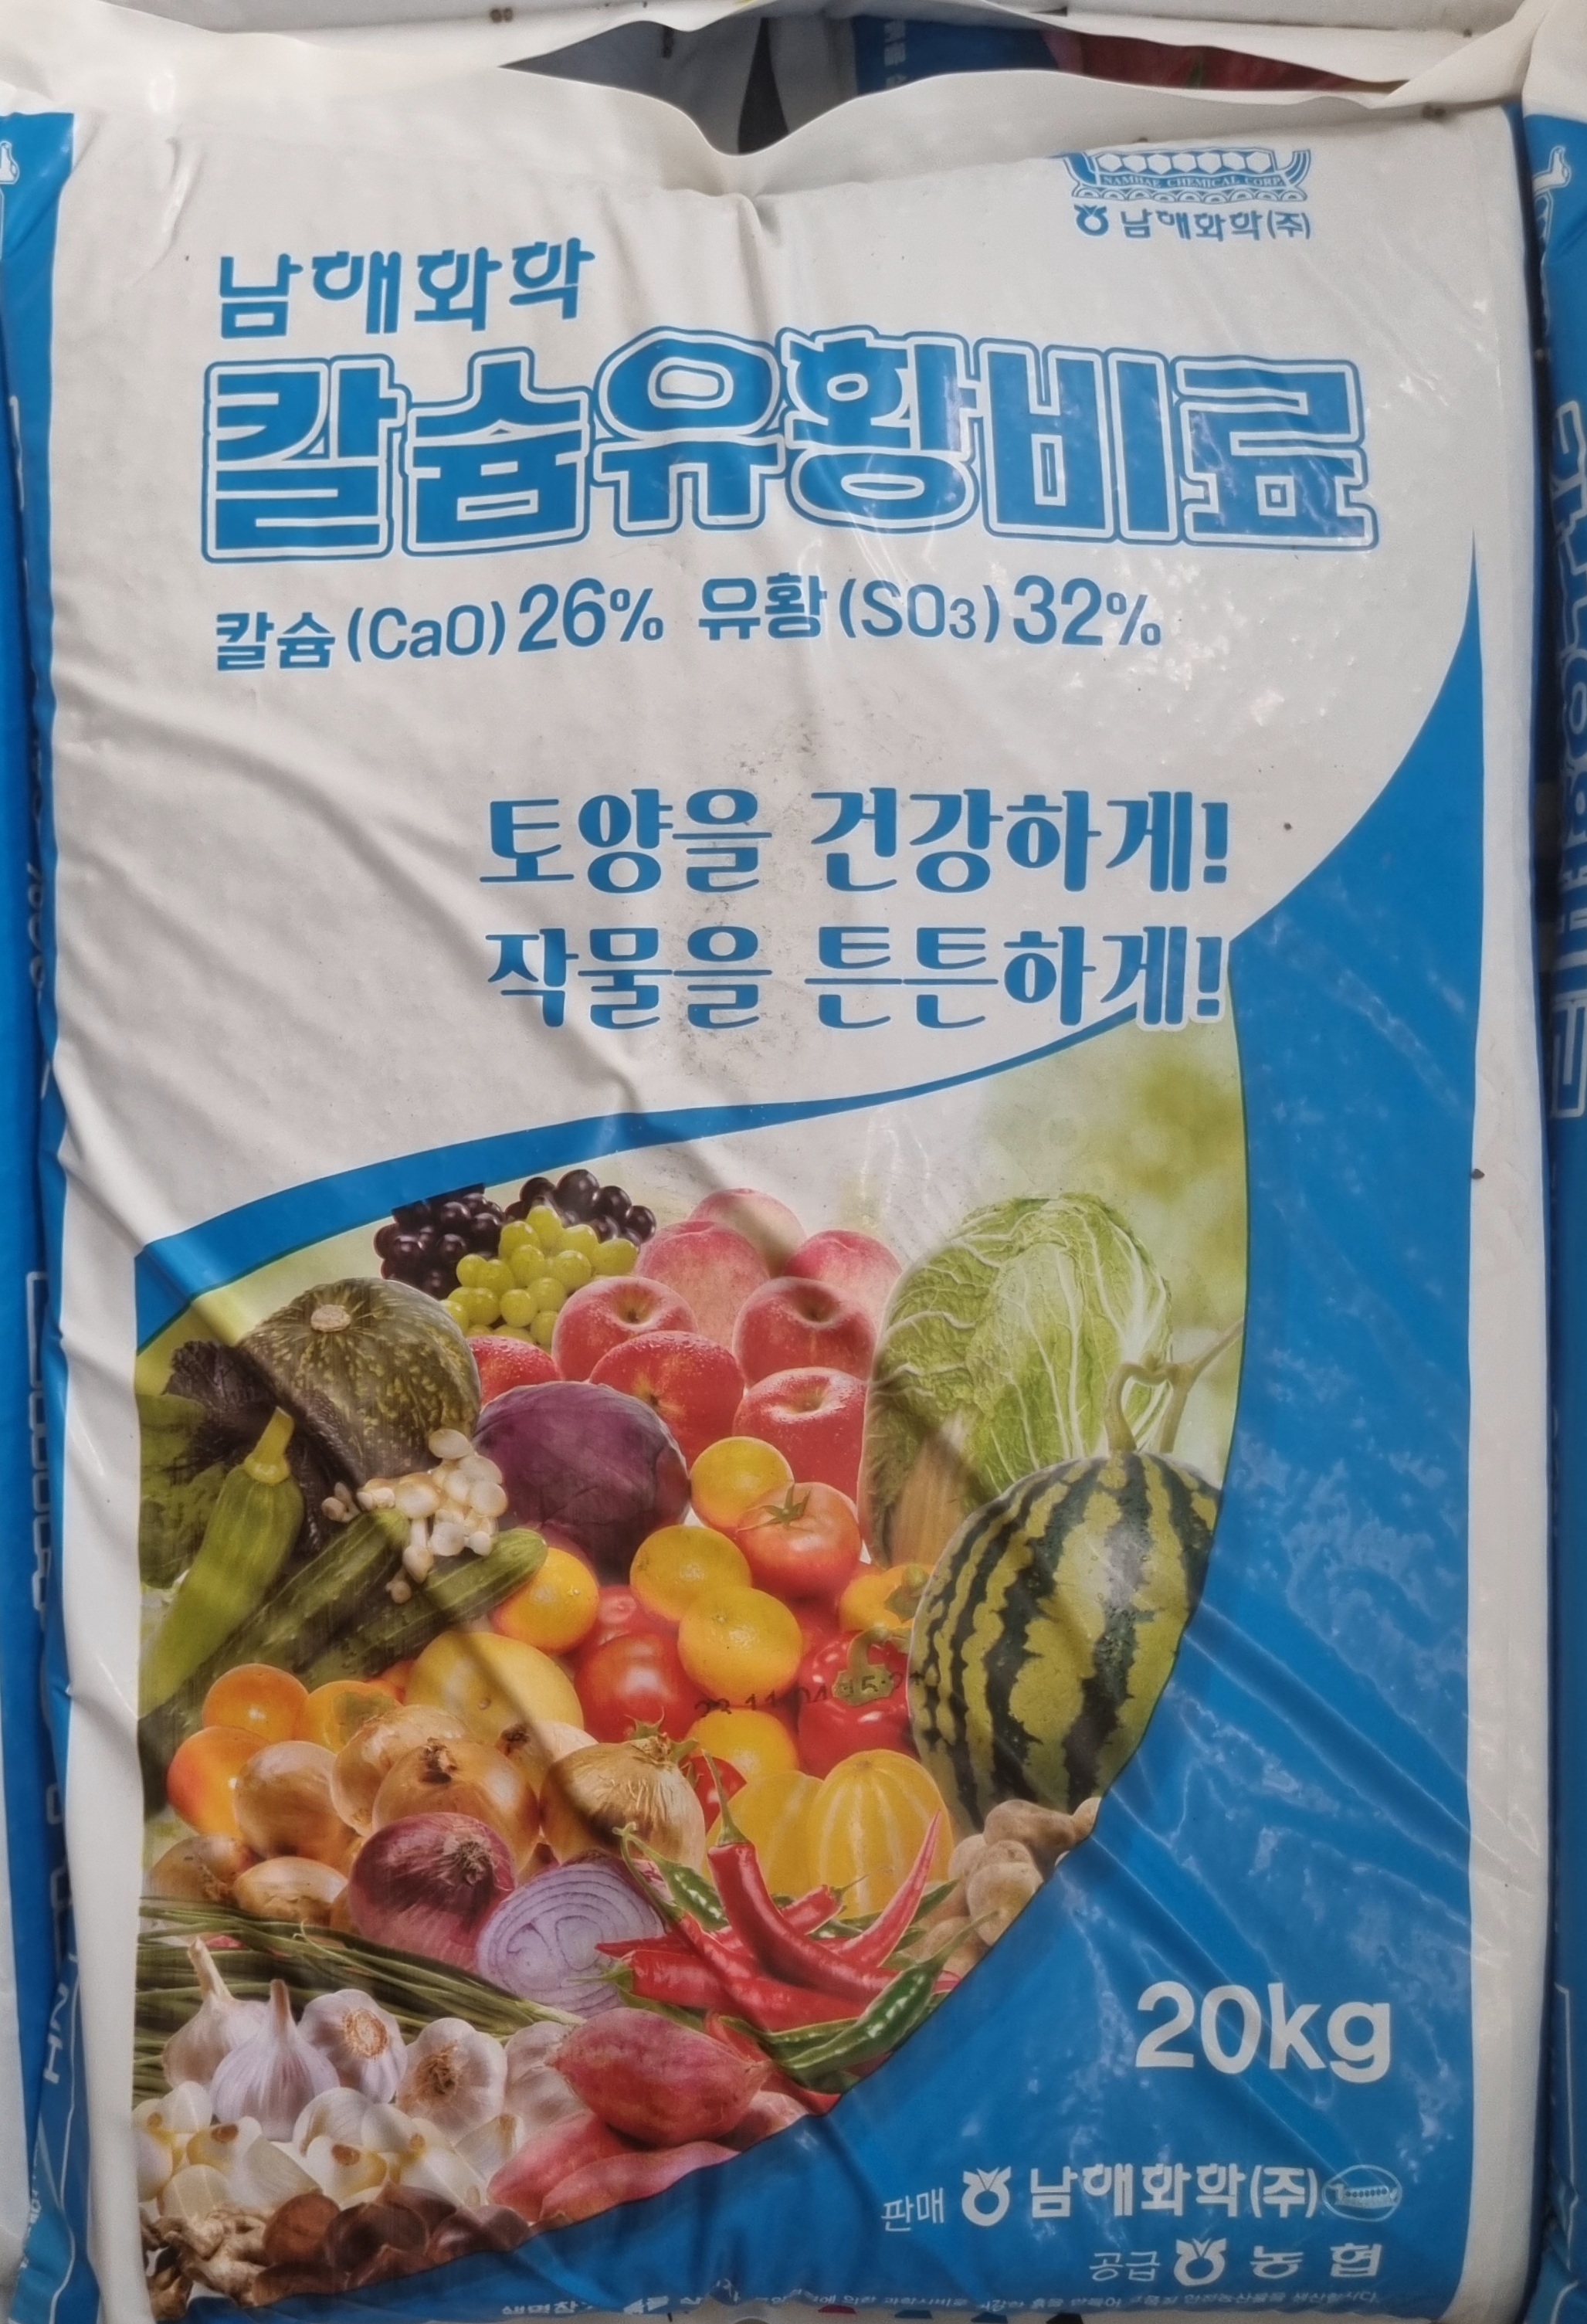 NAMHAE CHEMICAL CORP.
남해화학(주)
남해화학
칼슘유황비료
칼슘(CaO)26% 유황(SO3)32%
토양을 건강하게!
작물을 튼튼하게!
20kg
판매 남해화학(주)
공급 농협